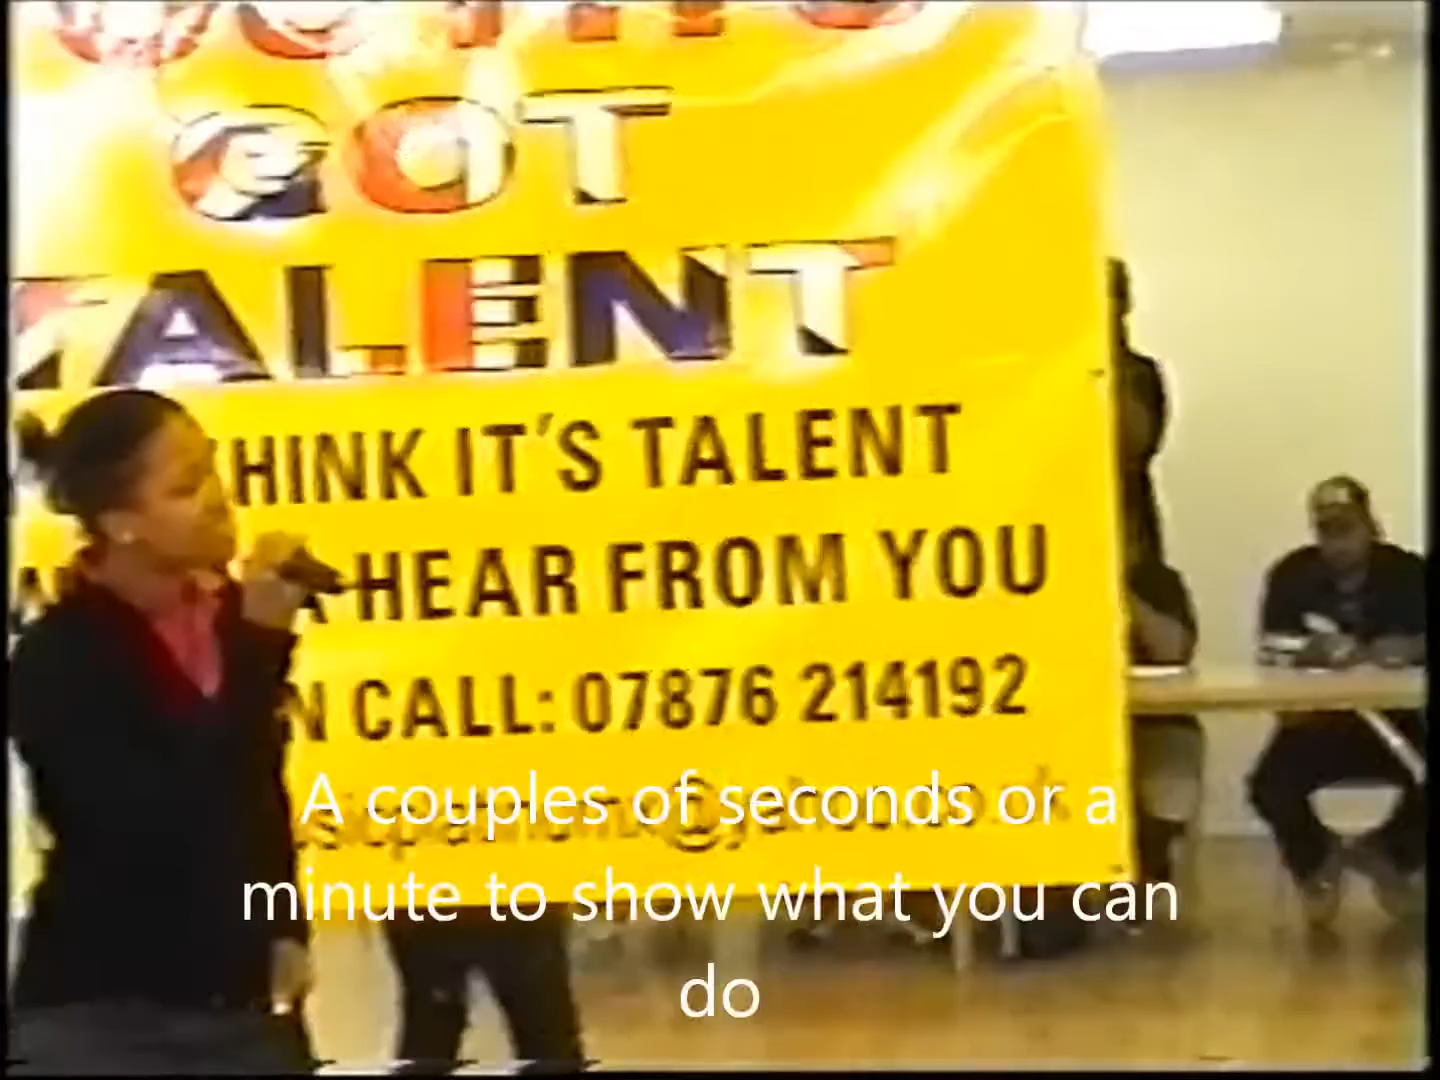 GOT
TALENT
HINK IT'S TALENT
A HEAR FROM YOU
N CALL: 07876 214192
A couples of seconds or a
minute to show what you can
do